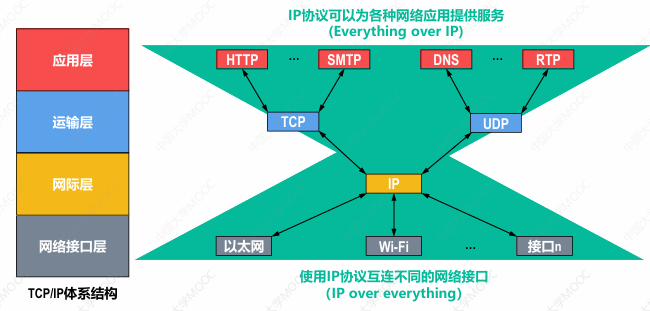 IP协议可以为各种网络应用提供服务
(Everything over IP)
应用层
运输层
网际层
网络接口层
TCP/IP体系结构
HTTP
···
SMTP
DNS
···
RTP
TCP
UDP
IP
以太网
Wi-Fi
···
接口n
使用IP协议互连不同的网络接口
(IP over everything)